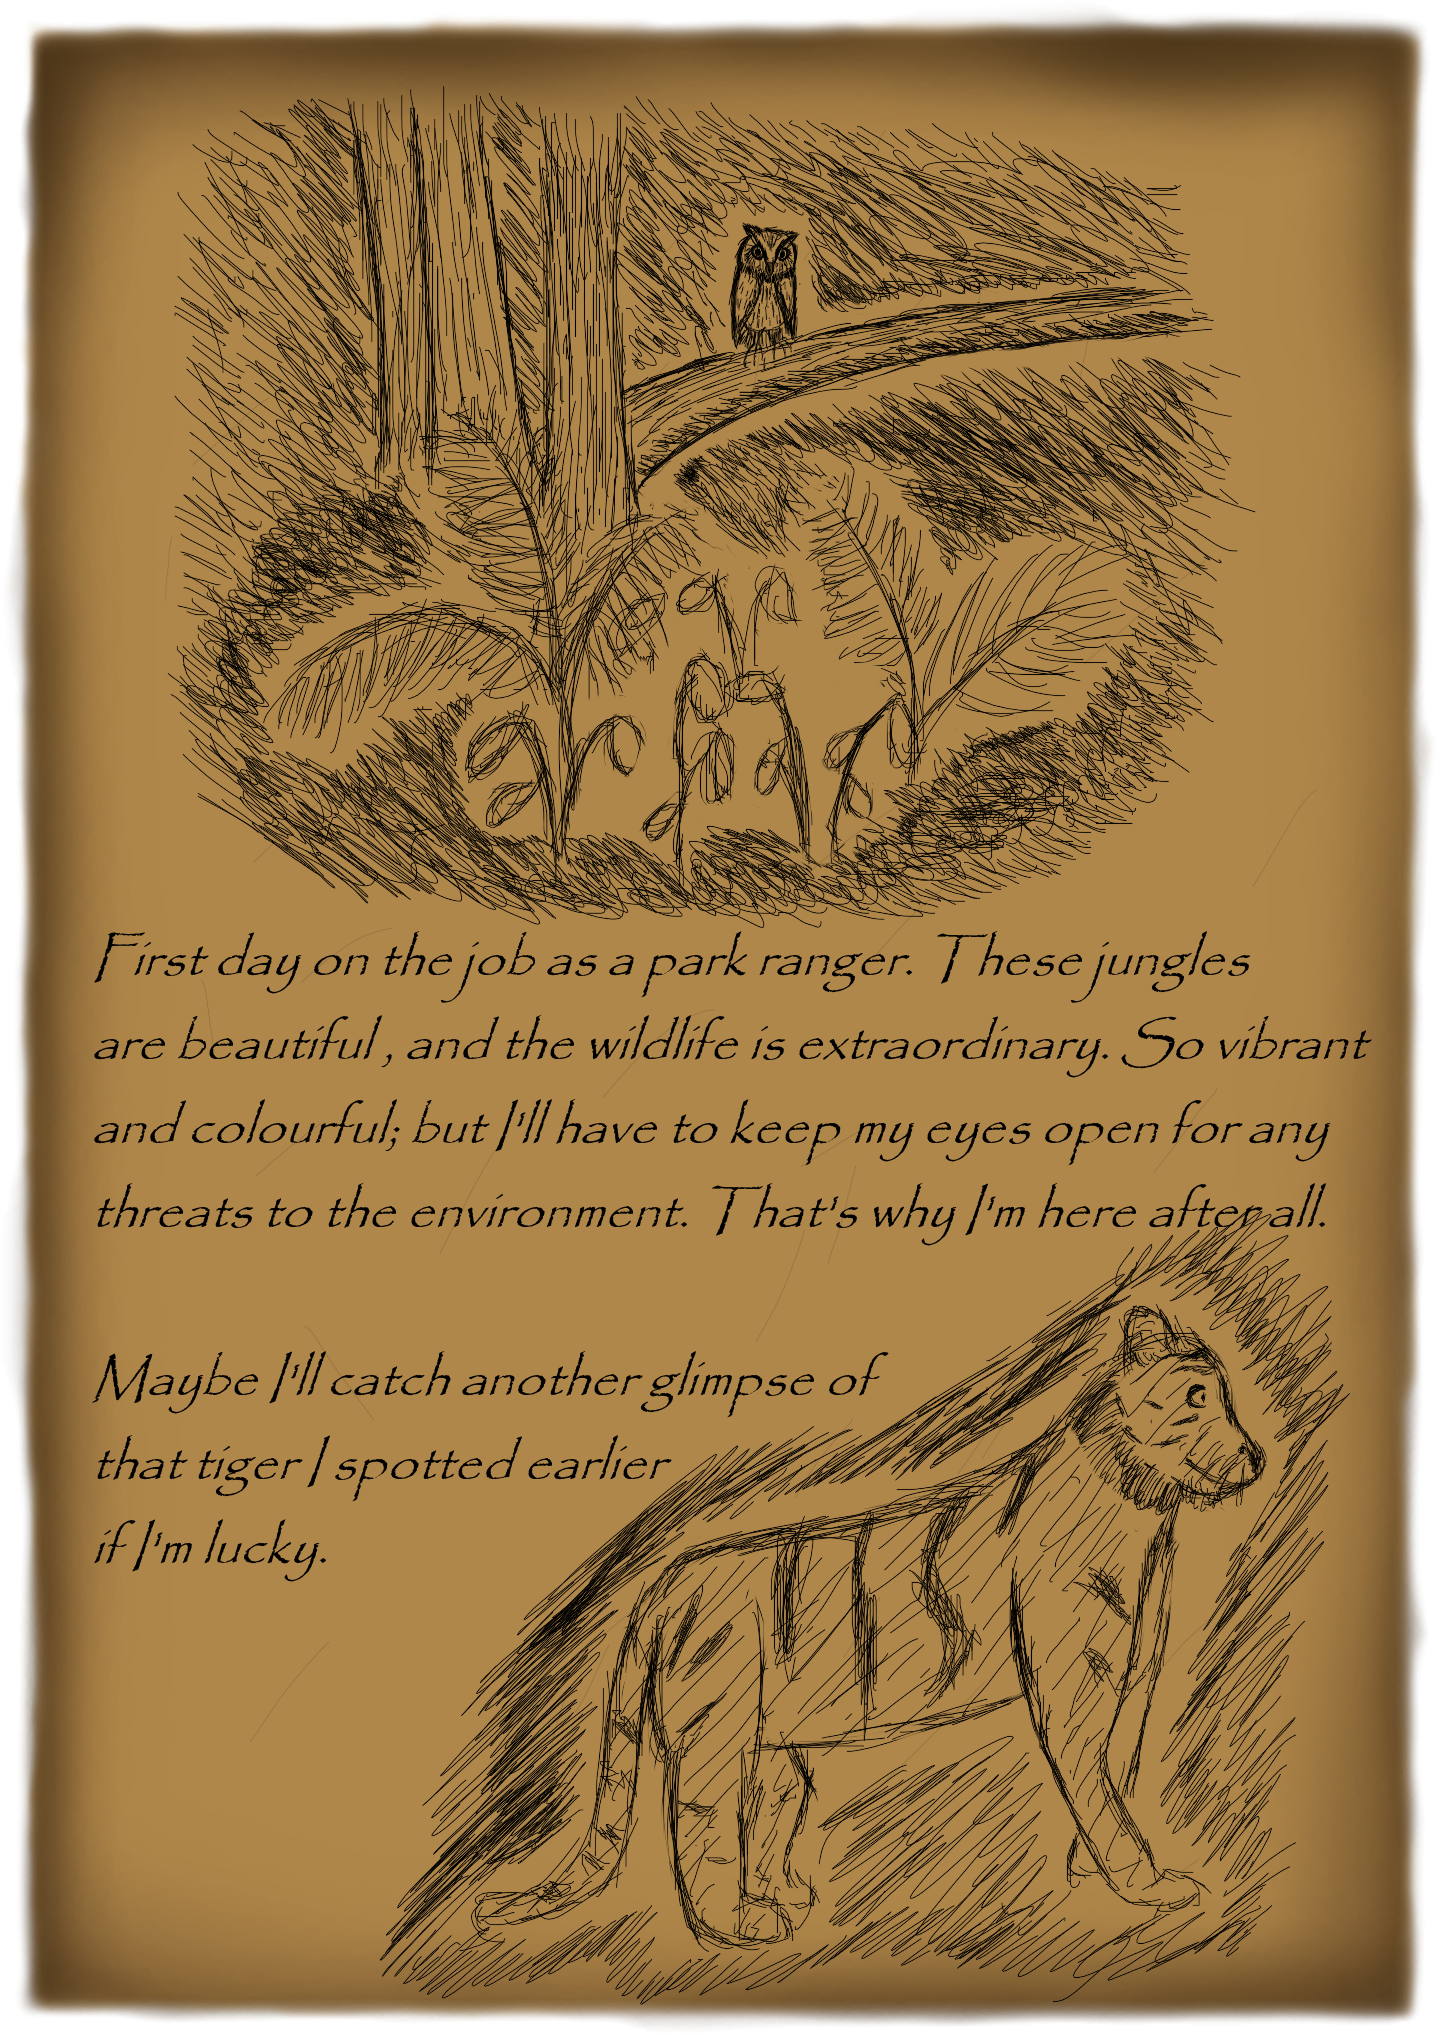 First day on the job as a park ranger. These jungles
are beautiful , and the wildlife is extraordinary. So vibrant
and colourful; but I'll have to keep my eyes open for any
threats to the environment. That's why I'm here after all.
Maybe I'll catch another glimpse of
that tiger I spotted earlier
if I'm lucky.